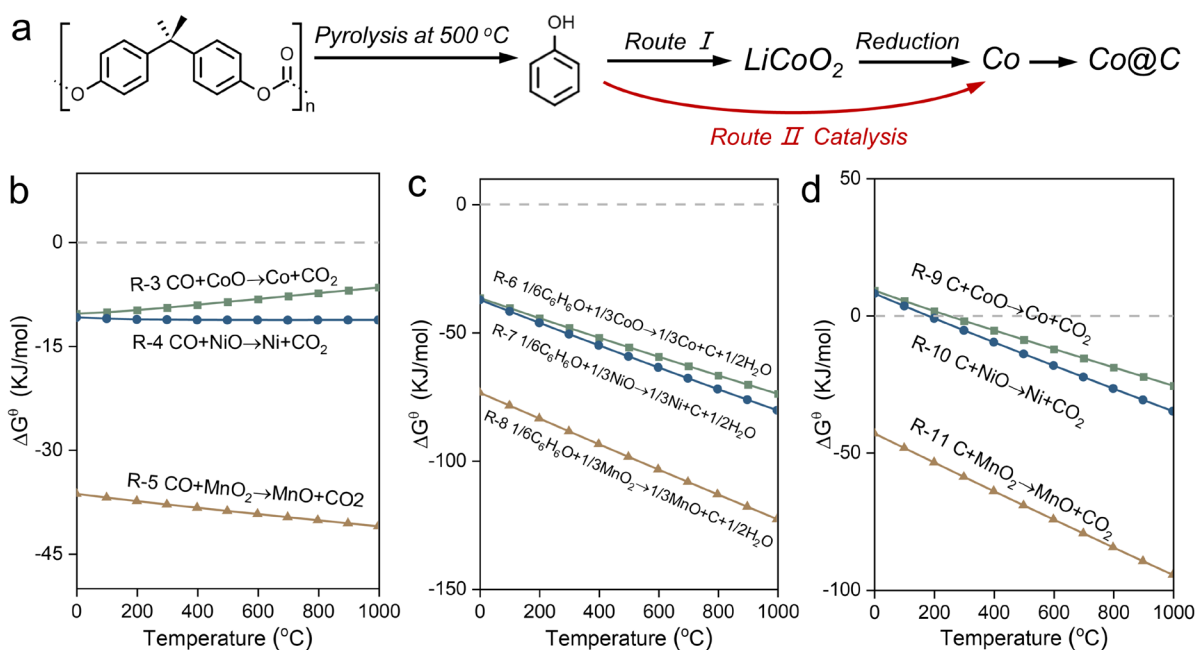 a
O
O
O
n
Pyrolysis at 500 °C
OH
Route Ⅰ
LiCoO₂
Reduction
Co
Co@C
Route Ⅱ Catalysis
b
ΔGᶿ (KJ/mol)
0
-15
-30
-45
R-3 CO+CoO→Co+CO₂
R-4 CO+NiO→Ni+CO₂
R-5 CO+MnO₂→MnO+CO2
0 200 400 600 800 1000
Temperature (°C)
c
ΔGᶿ (KJ/mol)
0
-50
-100
-150
R-6 1/6C₆H₆O+1/3CoO→1/3Co+C+1/2H₂O
R-7 1/6C₆H₆O+1/3NiO→1/3Ni+C+1/2H₂O
R-8 1/6C₆H₆O+1/3MnO₂→1/3MnO+C+1/2H₂O
0 200 400 600 800 1000
Temperature (°C)
d
ΔGᶿ (KJ/mol)
50
0
-50
-100
R-9 C+CoO→Co+CO₂
R-10 C+NiO→Ni+CO₂
R-11 C+MnO₂→MnO+CO₂
0 200 400 600 800 1000
Temperature (°C)